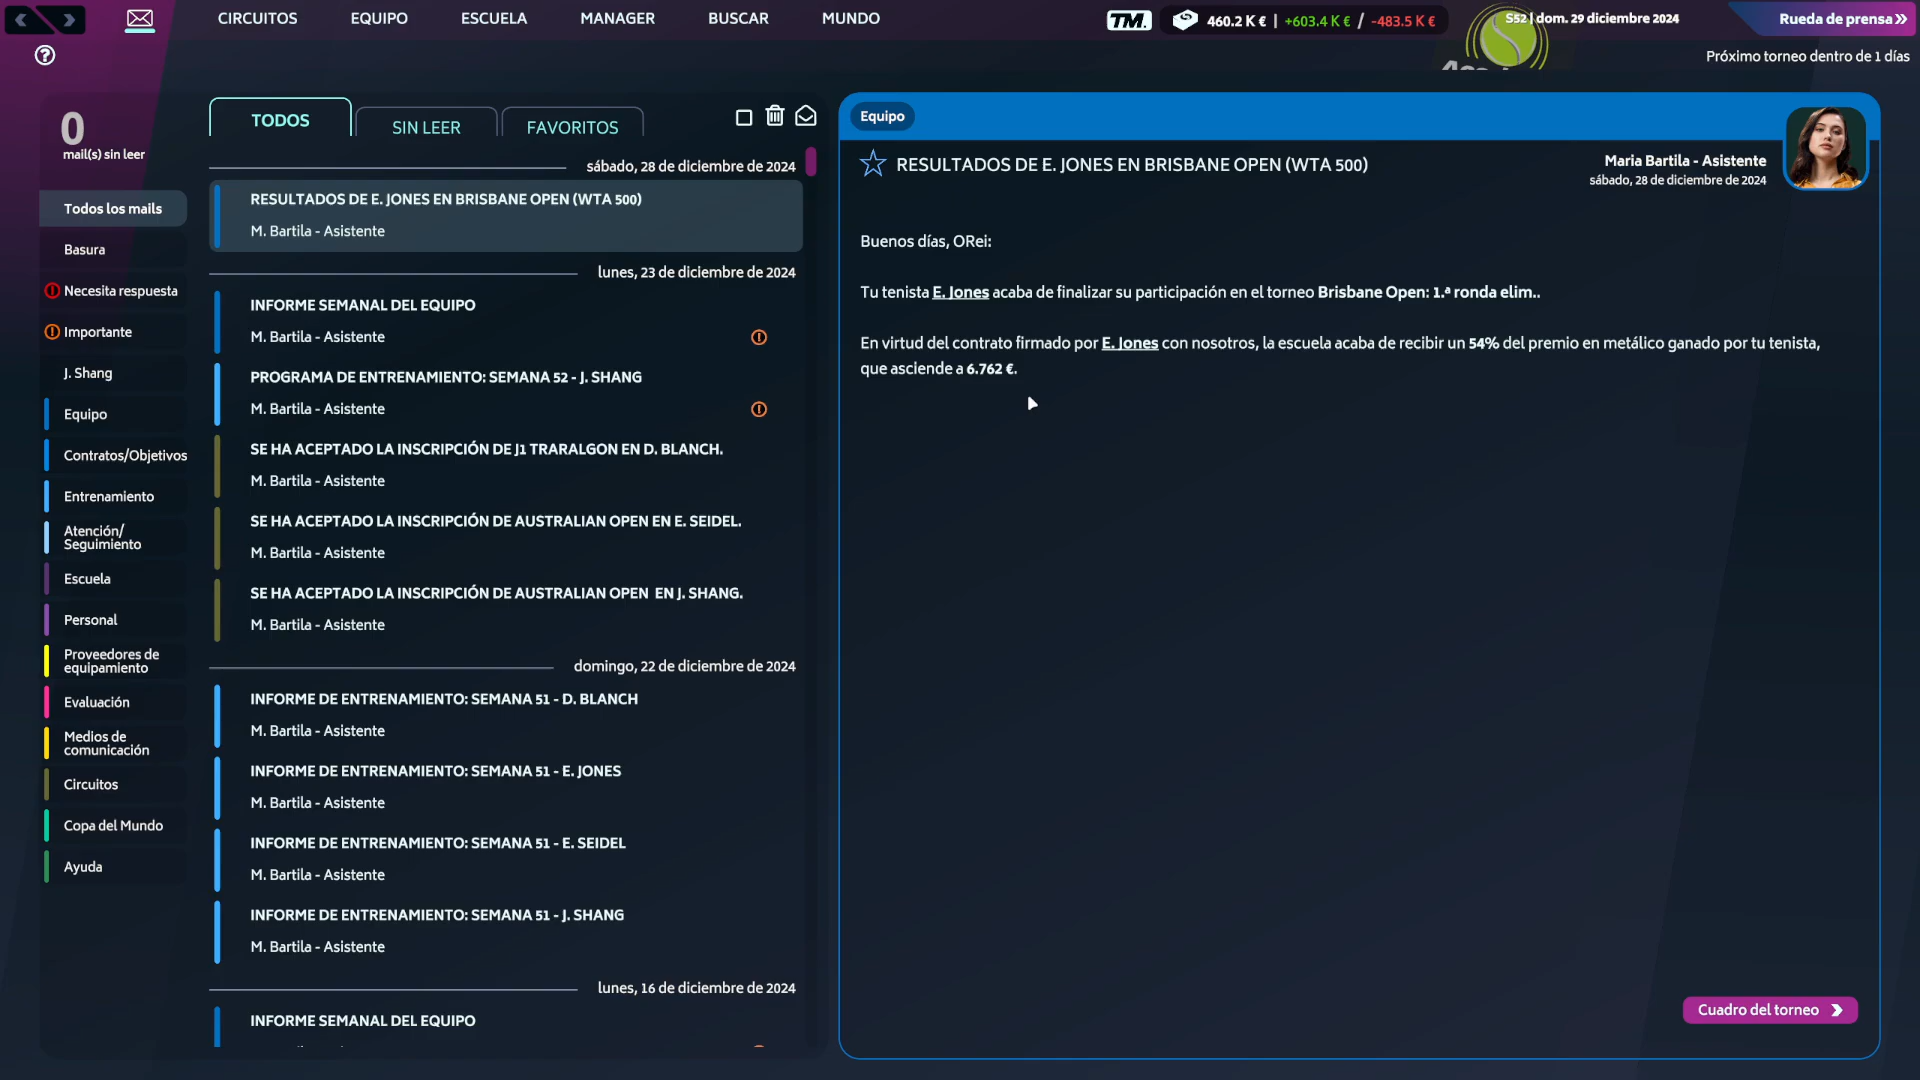 CIRCUITOS EQUIPO ESCUELA MANAGER BUSCAR MUNDO
TM. 460.2 K € | +603.4 K € / -483.5 K €
S52 | dom. 29 diciembre 2024
Rueda de prensa
Próximo torneo dentro de 1 días
0
mail(s) sin leer
Todos los mails
Basura
Necesita respuesta
Importante
J. Shang
Equipo
Contratos/Objetivos
Entrenamiento
Atención/
Seguimiento
Escuela
Personal
Proveedores de
equipamiento
Evaluación
Medios de
comunicación
Circuitos
Copa del Mundo
Ayuda
TODOS SIN LEER FAVORITOS
sábado, 28 de diciembre de 2024
RESULTADOS DE E. JONES EN BRISBANE OPEN (WTA 500)
M. Bartila - Asistente
lunes, 23 de diciembre de 2024
INFORME SEMANAL DEL EQUIPO
M. Bartila - Asistente
PROGRAMA DE ENTRENAMIENTO: SEMANA 52 - J. SHANG
M. Bartila - Asistente
SE HA ACEPTADO LA INSCRIPCIÓN DE J1 TRARALGON EN D. BLANCH.
M. Bartila - Asistente
SE HA ACEPTADO LA INSCRIPCIÓN DE AUSTRALIAN OPEN EN E. SEIDEL.
M. Bartila - Asistente
SE HA ACEPTADO LA INSCRIPCIÓN DE AUSTRALIAN OPEN EN J. SHANG.
M. Bartila - Asistente
domingo, 22 de diciembre de 2024
INFORME DE ENTRENAMIENTO: SEMANA 51 - D. BLANCH
M. Bartila - Asistente
INFORME DE ENTRENAMIENTO: SEMANA 51 - E. JONES
M. Bartila - Asistente
INFORME DE ENTRENAMIENTO: SEMANA 51 - E. SEIDEL
M. Bartila - Asistente
INFORME DE ENTRENAMIENTO: SEMANA 51 - J. SHANG
M. Bartila - Asistente
lunes, 16 de diciembre de 2024
INFORME SEMANAL DEL EQUIPO
Equipo
RESULTADOS DE E. JONES EN BRISBANE OPEN (WTA 500)
Maria Bartila - Asistente
sábado, 28 de diciembre de 2024
Buenos días, ORei:
Tu tenista E. Jones acaba de finalizar su participación en el torneo Brisbane Open: 1.ª ronda elim..
En virtud del contrato firmado por E. Jones con nosotros, la escuela acaba de recibir un 54% del premio en metálico ganado por tu tenista,
que asciende a 6.762 €.
Cuadro del torneo